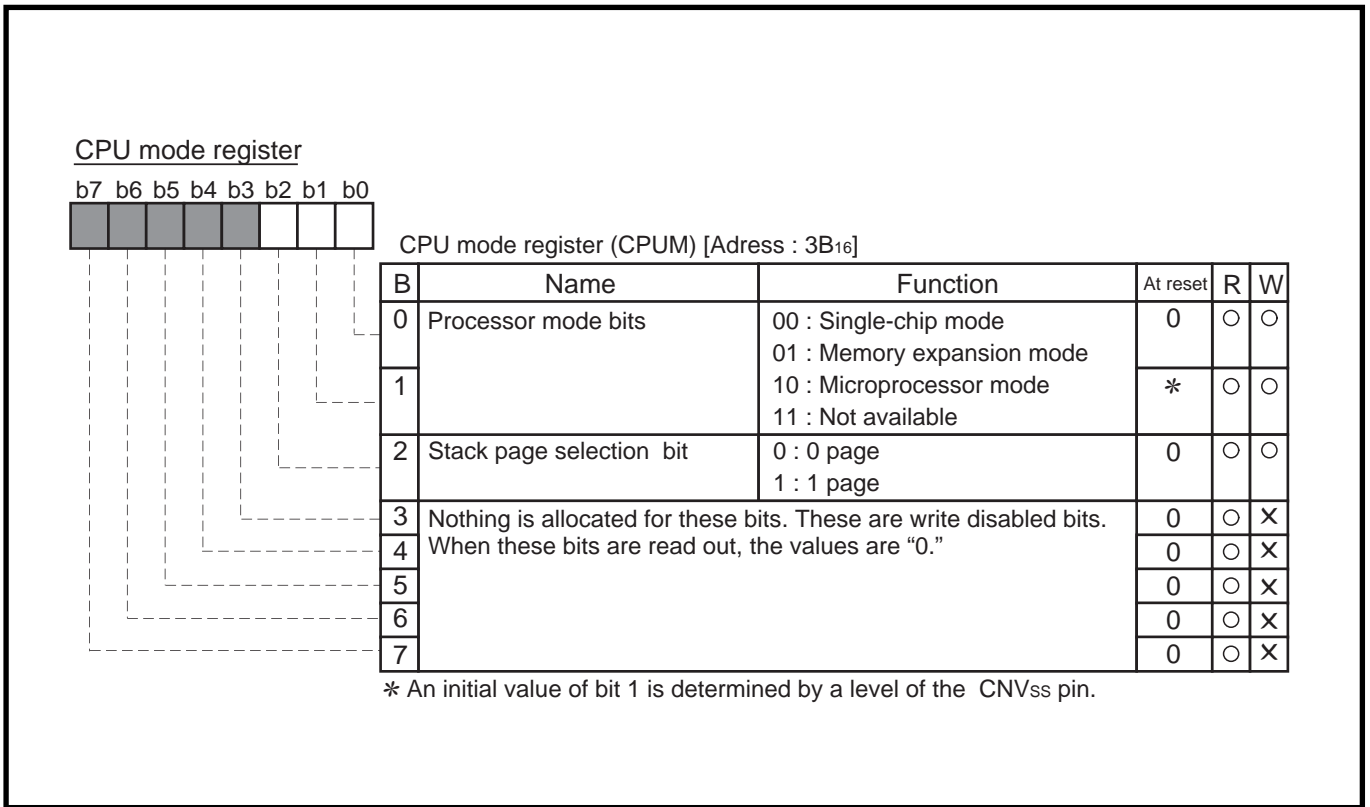 CPU mode register
b7 b6 b5 b4 b3 b2 b1 b0
CPU mode register (CPUM) [Adress : 3B16]
B Name Function At reset R W
0 Processor mode bits 00 : Single-chip mode 0 ○ ○
01 : Memory expansion mode
1 10 : Microprocessor mode * ○ ○
11 : Not available
2 Stack page selection bit 0 : 0 page 0 ○ ○
1 : 1 page
3 Nothing is allocated for these bits. These are write disabled bits. 0 ○ ×
4 When these bits are read out, the values are “0.” 0 ○ ×
5 0 ○ ×
6 0 ○ ×
7 0 ○ ×
* An initial value of bit 1 is determined by a level of the CNVss pin.